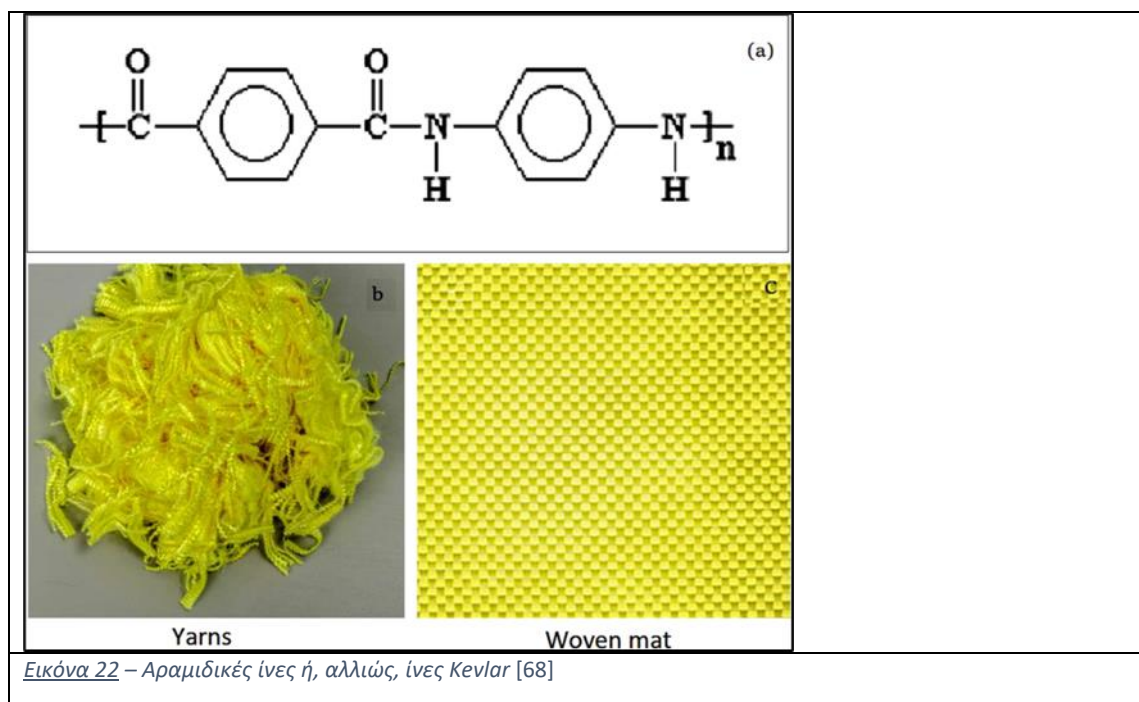 (a)
O O
-[-C C-N N-]-n
H H
b
c
Yarns
Woven mat
Εικόνα 22 – Αραμιδικές ίνες ή, αλλιώς, ίνες Kevlar [68]